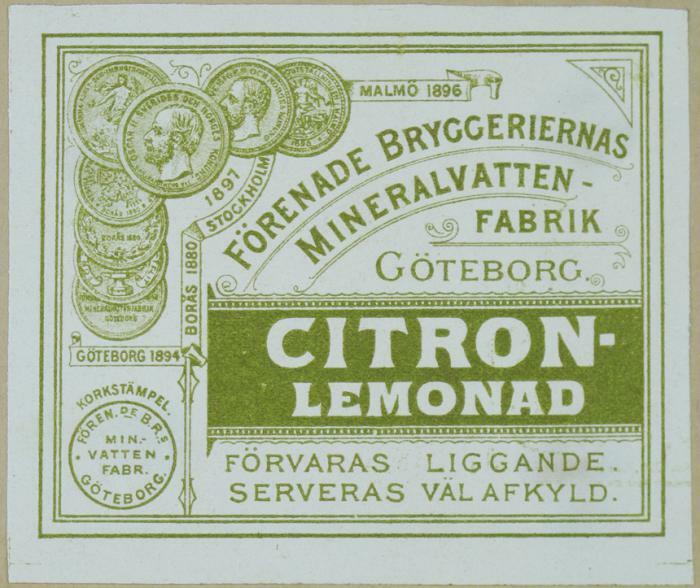 MALMÖ 1896
1897
STOCKHOLM
BORÅS 1880
GÖTEBORG 1894
FÖRENADE BRYGGERIERNAS
MINERALVATTEN-
FABRIK
GÖTEBORG.
CITRON-
LEMONAD
FÖRVARAS LIGGANDE.
SERVERAS VÄL AFKYLD.
KORKSTÄMPEL.
FÖREN. DE B.R.S
MIN.-
VATTEN
FABR.
GÖTEBORG.